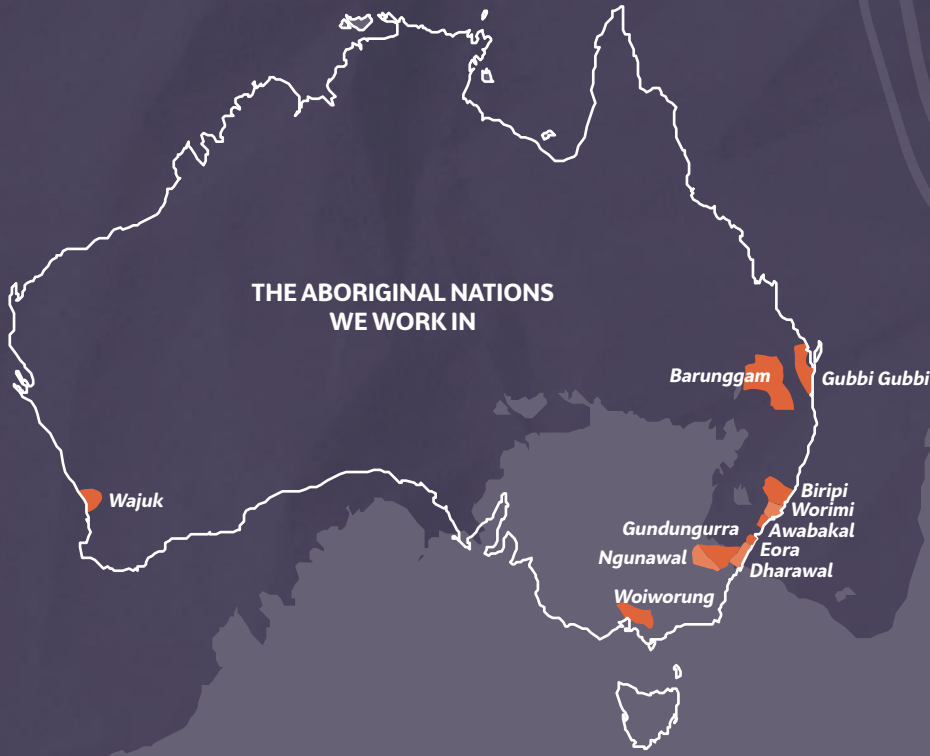 THE ABORIGINAL NATIONS
WE WORK IN
Barunggam
Gubbi Gubbi
Wajuk
Biripi
Worimi
Awabakal
Gundungurra
Eora
Ngunawal
Dharawal
Woiworung